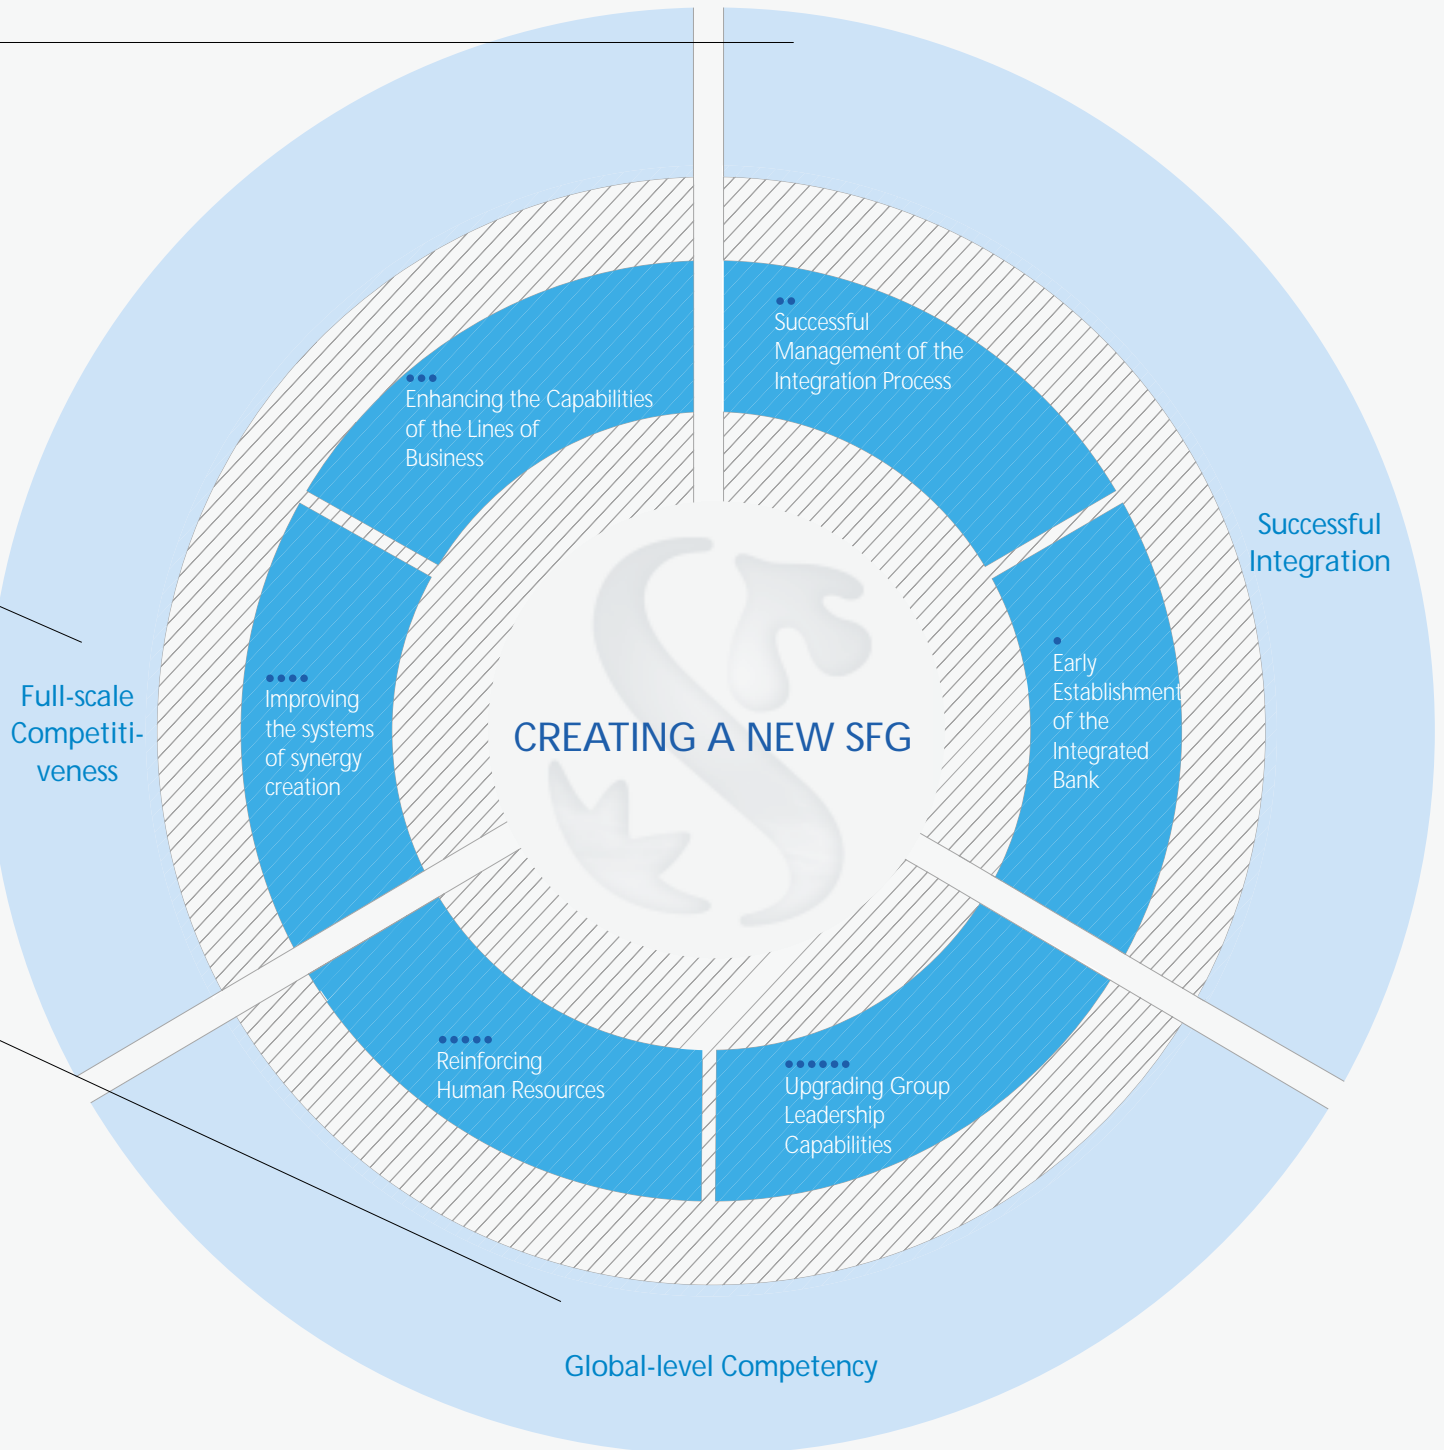 Successful
Management of the
Integration Process
Enhancing the Capabilities
of the Lines of
Business
Successful
Integration
Early
Establishment
of the
Integrated
Bank
Full-scale
Competiti-
veness
Improving
the systems
of synergy
creation
CREATING A NEW SFG
Reinforcing
Human Resources
Upgrading Group
Leadership
Capabilities
Global-level Competency